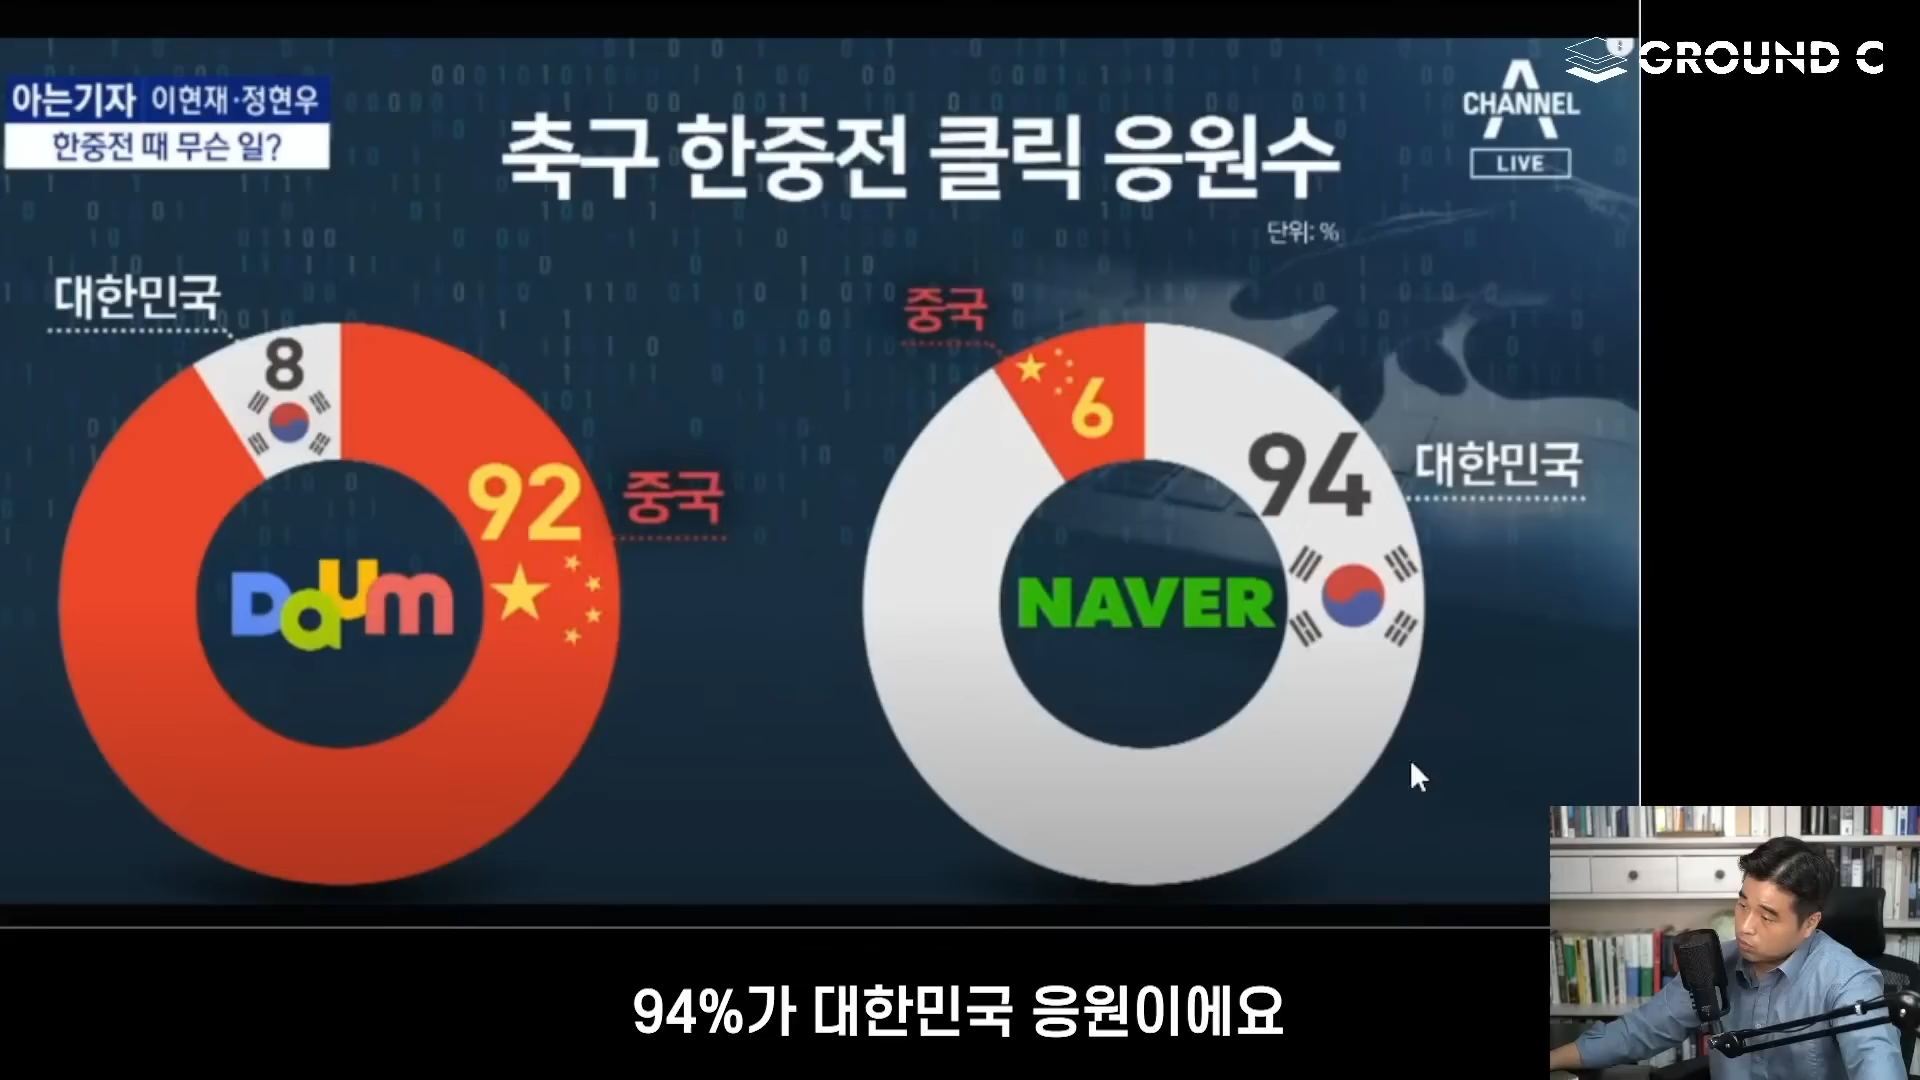 GROUND C
아는기자 이현재·정현우
한중전 때 무슨 일?
CHANNEL A
LIVE
축구 한중전 클릭 응원수
단위: %
대한민국
8
92
중국
Daum
중국
6
94
대한민국
NAVER
94%가 대한민국 응원이에요